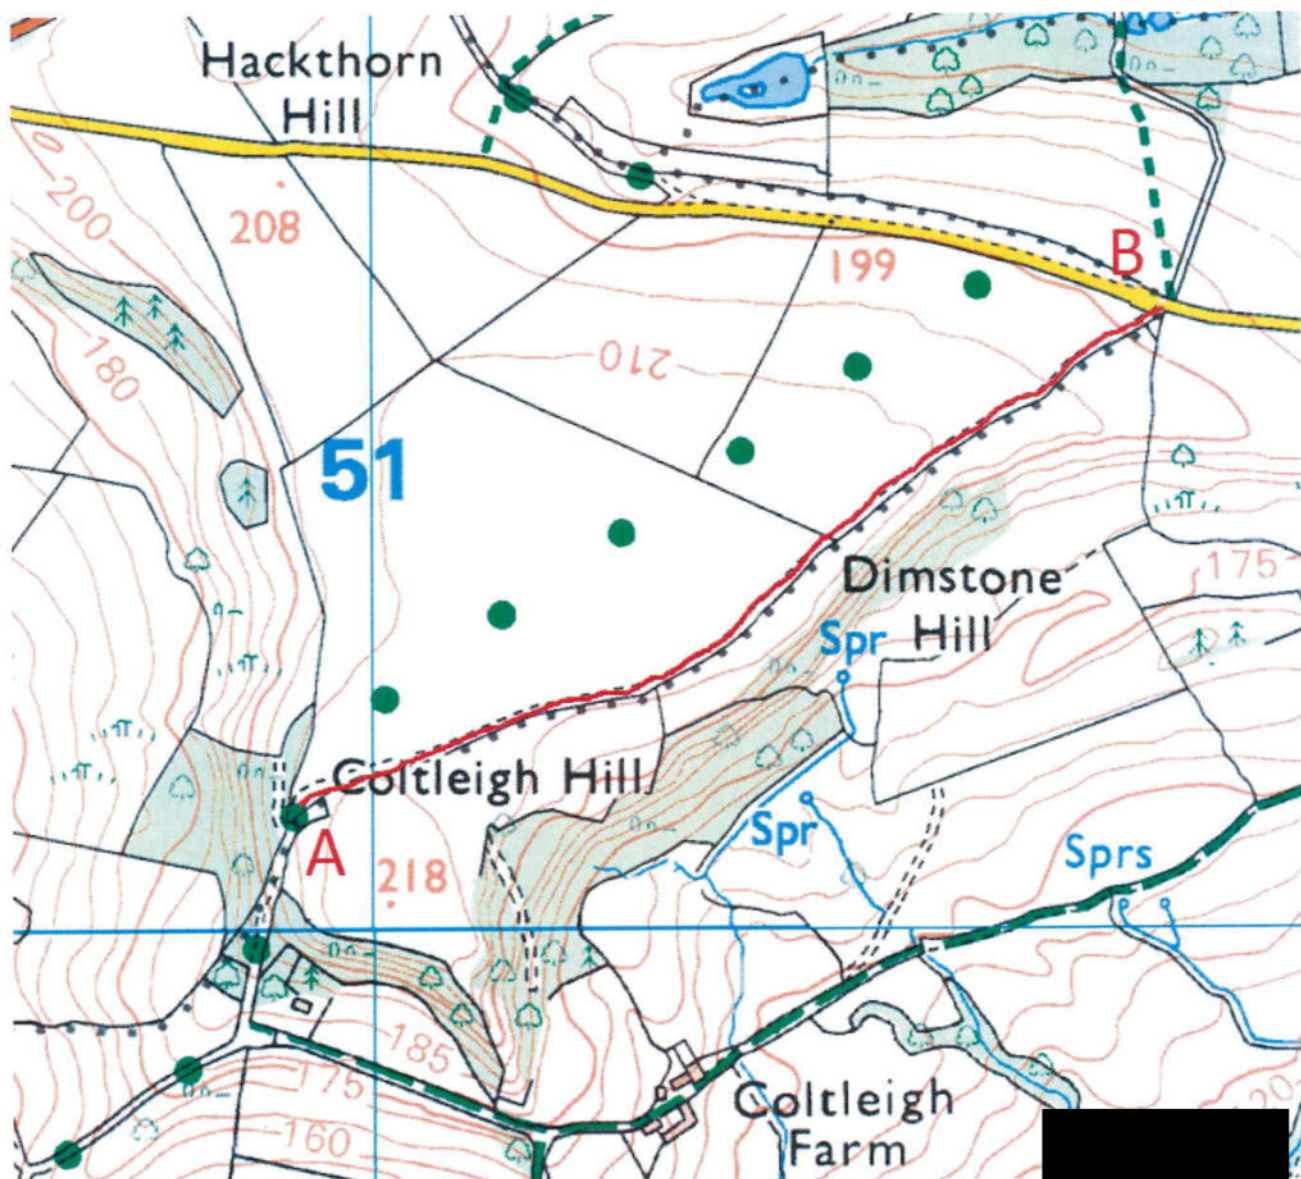 Hackthorn
Hill
200
208
B
199
180
210
51
Dimstone
Hill
175
Spr
Coltleigh Hill
A
218
Spr
Sprs
185
175
Coltleigh
Farm
160